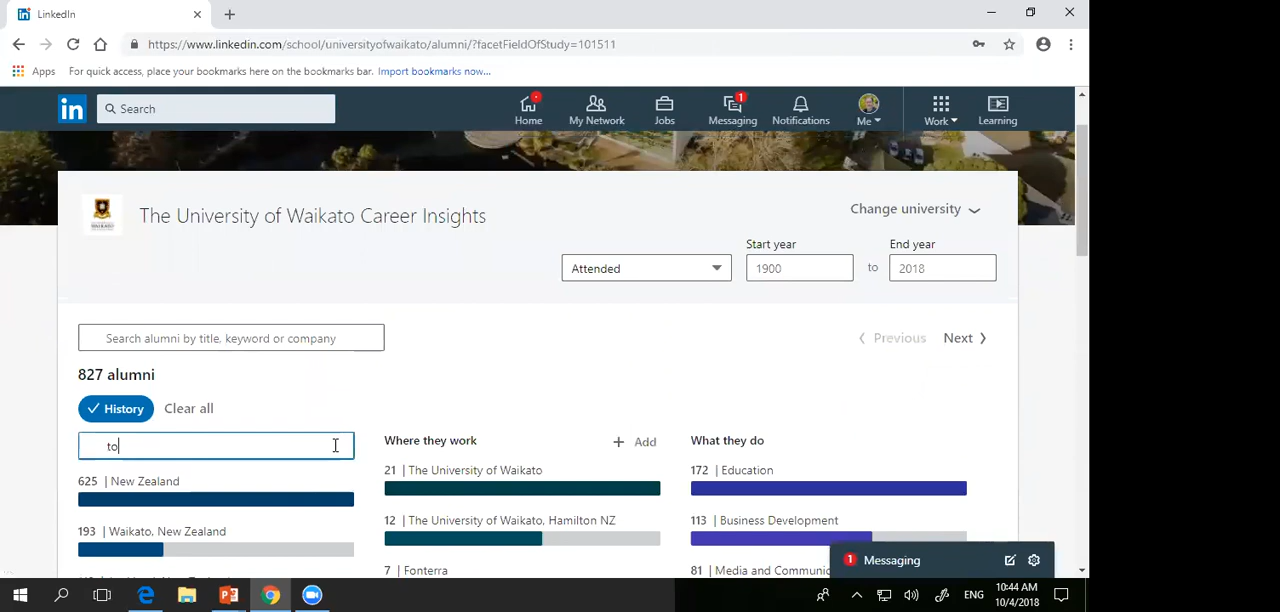 LinkedIn
https://www.linkedin.com/school/universityofwaikato/alumni/?facetFieldOfStudy=101511
Apps For quick access, place your bookmarks here on the bookmarks bar. Import bookmarks now...
in Search
1
Home My Network Jobs Messaging Notifications Me Work Learning
The University of Waikato Career Insights
Change university
Start year End year
Attended 1900 to 2018
Search alumni by title, keyword or company
Previous Next
827 alumni
History Clear all
to
Where they work + Add
What they do
625 | New Zealand
21 | The University of Waikato
172 | Education
193 | Waikato, New Zealand
12 | The University of Waikato, Hamilton NZ
113 | Business Development
7 | Fonterra
81 | Media and Communic
1 Messaging
ENG
10:44 AM
10/4/2018